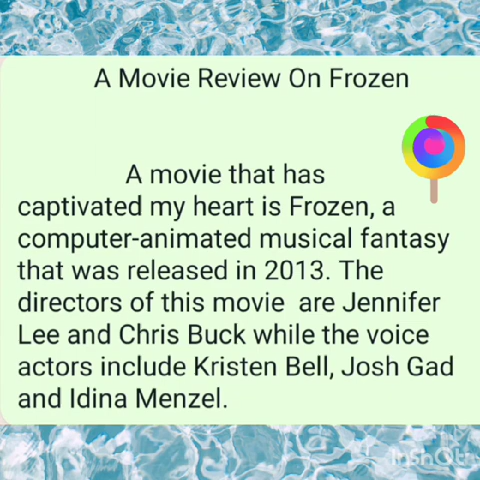 A Movie Review On Frozen
A movie that has
captivated my heart is Frozen, a
computer-animated musical fantasy
that was released in 2013. The
directors of this movie  are Jennifer
Lee and Chris Buck while the voice
actors include Kristen Bell, Josh Gad
and Idina Menzel.
InShOt